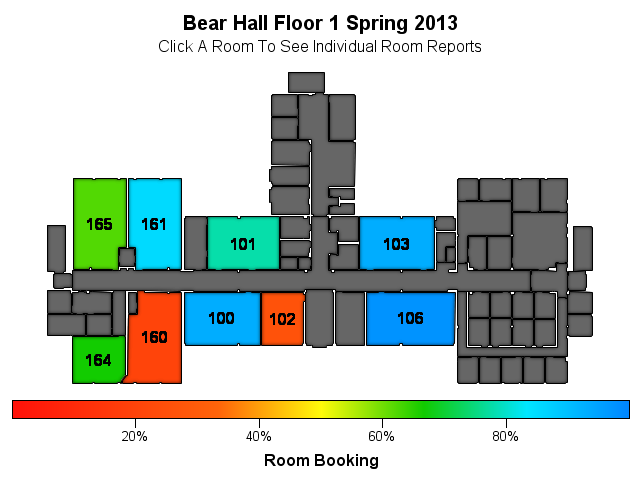 Bear Hall Floor 1 Spring 2013
Click A Room To See Individual Room Reports
165 161
101 103
100 102 106
160
164
20% 40% 60% 80%
Room Booking